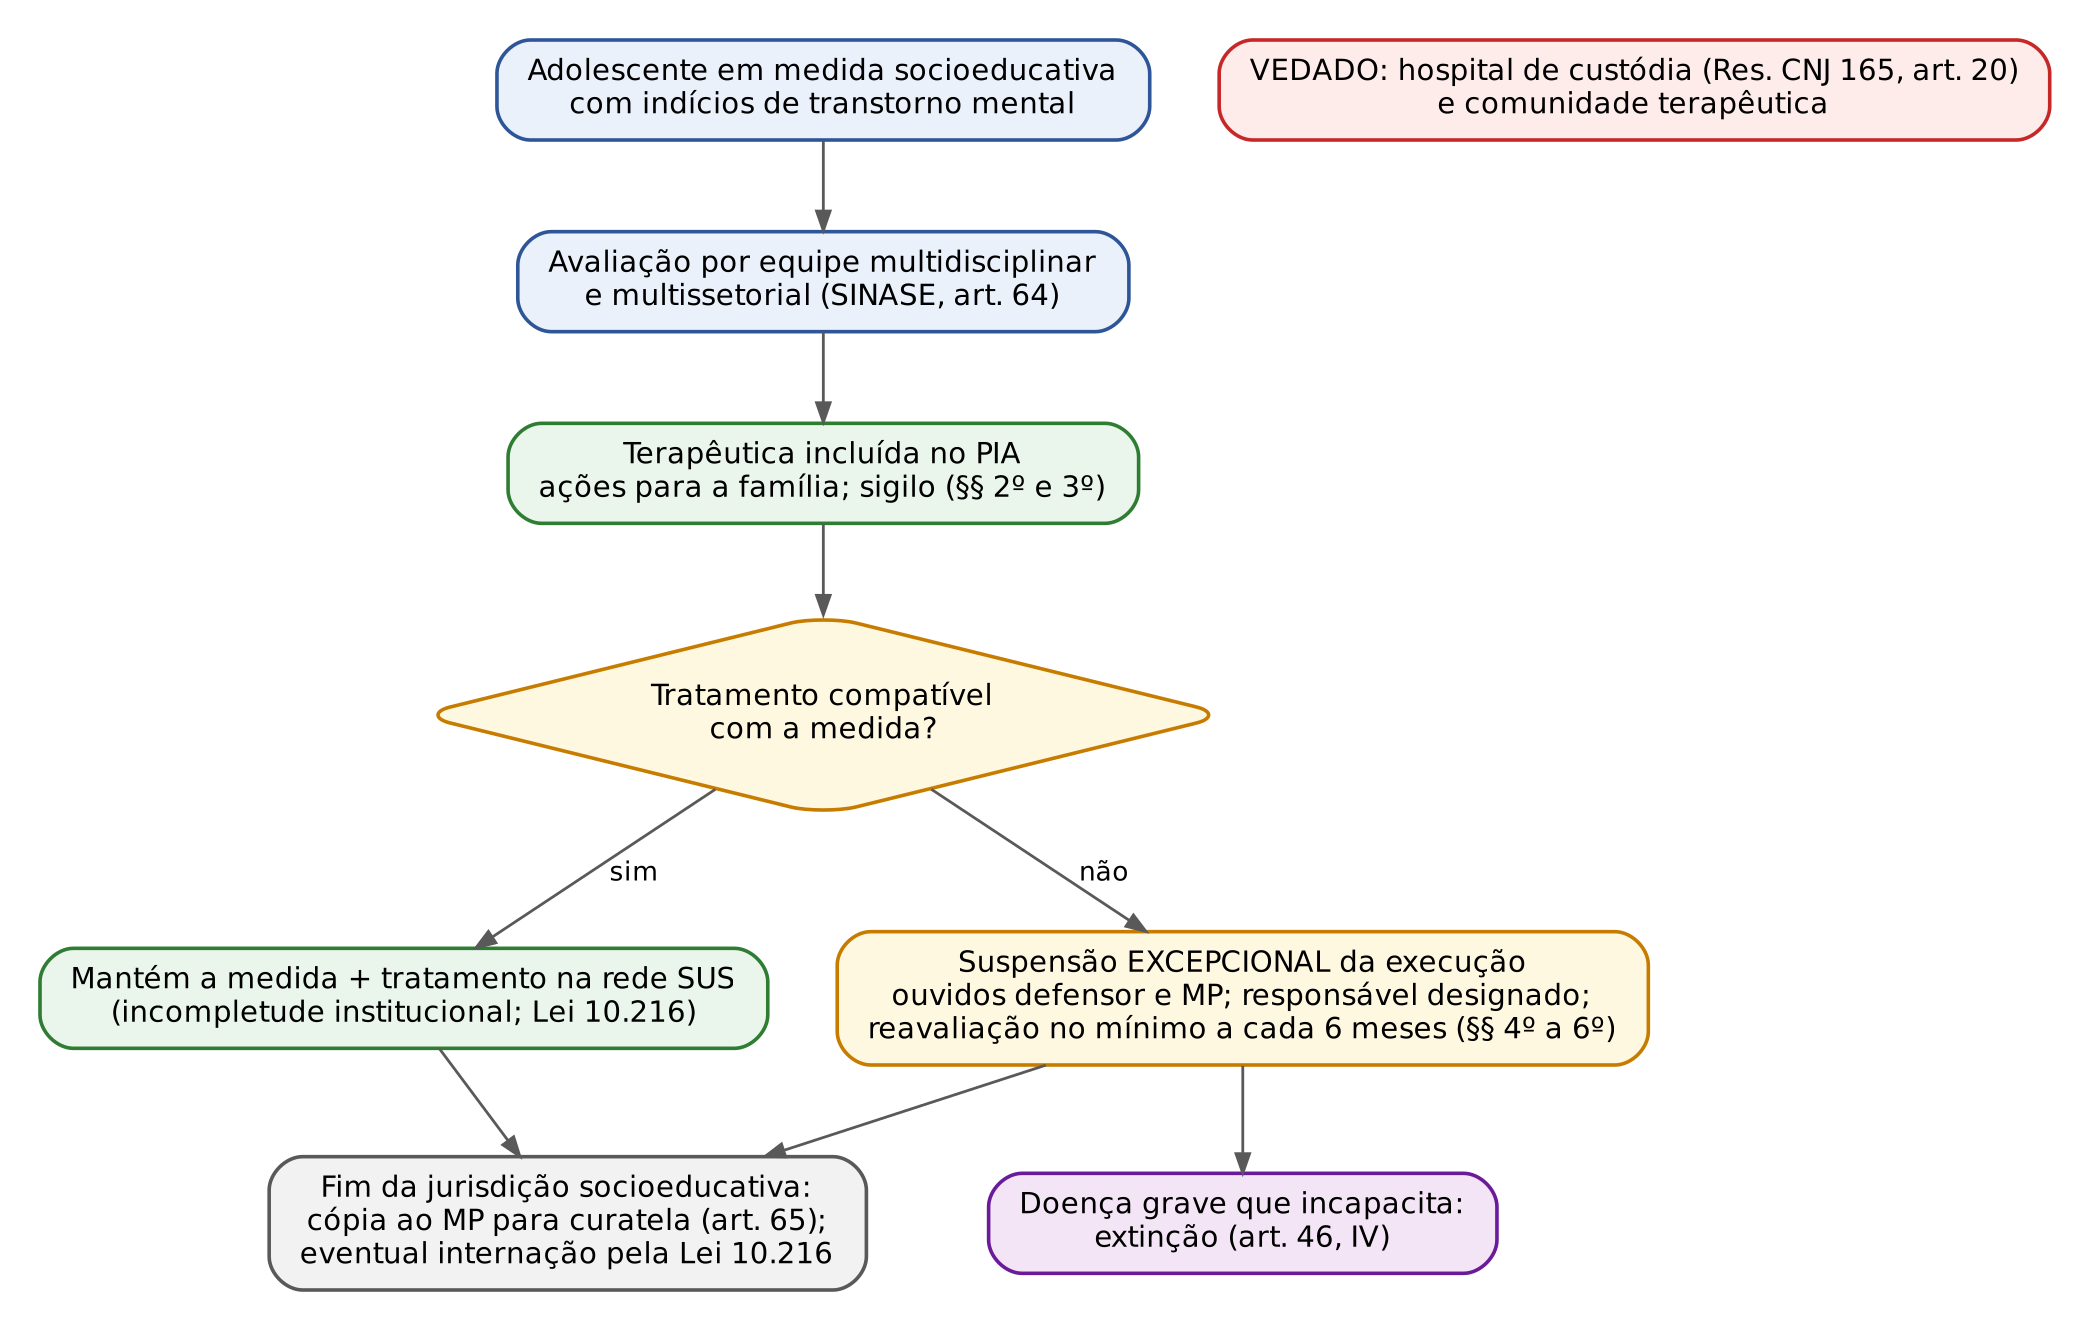 Adolescente em medida socioeducativa
com indícios de transtorno mental
VEDADO: hospital de custódia (Res. CNJ 165, art. 20)
e comunidade terapêutica
Avaliação por equipe multidisciplinar
e multissetorial (SINASE, art. 64)
Terapêutica incluída no PIA
ações para a família; sigilo (§§ 2º e 3º)
Tratamento compatível
com a medida?
sim
não
Mantém a medida + tratamento na rede SUS
(incompletude institucional; Lei 10.216)
Suspensão EXCEPCIONAL da execução
ouvidos defensor e MP; responsável designado;
reavaliação no mínimo a cada 6 meses (§§ 4º a 6º)
Fim da jurisdição socioeducativa:
cópia ao MP para curatela (art. 65);
eventual internação pela Lei 10.216
Doença grave que incapacita:
extinção (art. 46, IV)